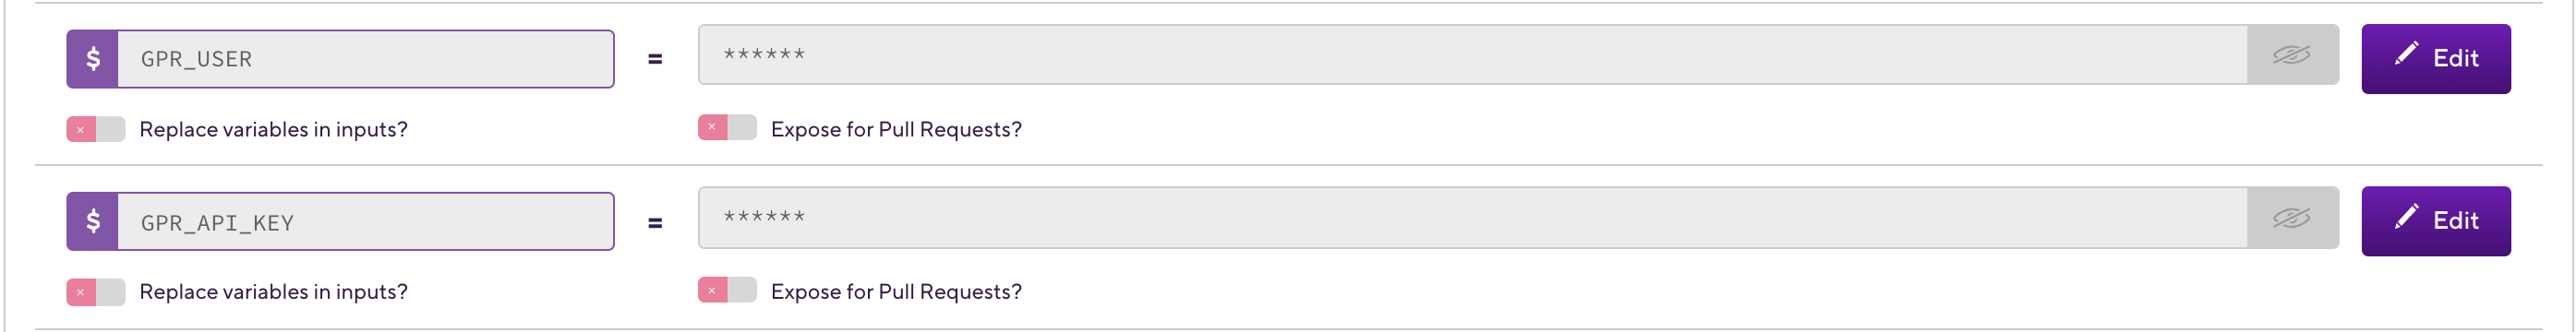 $ GPR_USER = ****** Edit
Replace variables in inputs? Expose for Pull Requests?
$ GPR_API_KEY = ****** Edit
Replace variables in inputs? Expose for Pull Requests?